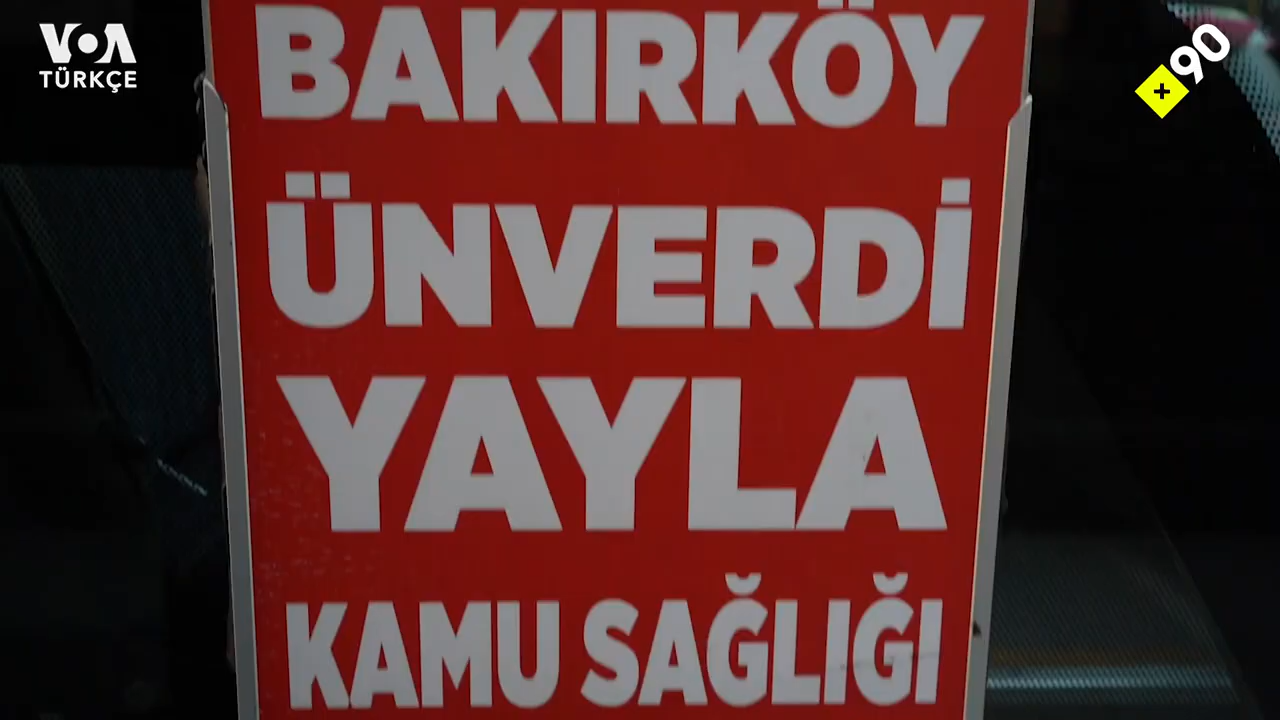 VOA
TÜRKÇE
+90
BAKIRKÖY
ÜNVERDİ
YAYLA
KAMU SAĞLIĞI